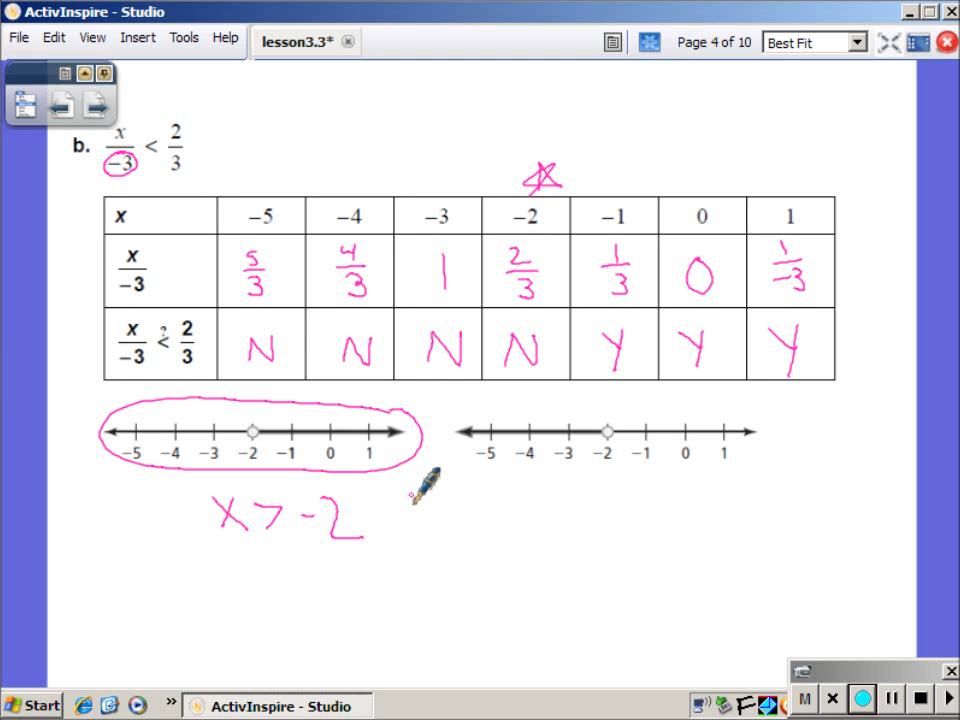 ActivInspire - Studio
File Edit View Insert Tools Help lesson3.3* Page 4 of 10 Best Fit
b. x/-3 < 2/3
x -5 -4 -3 -2 -1 0 1
x/-3 5/3 4/3 1 2/3 1/3 0 1/-3
x/-3 ?< 2/3 N N N N Y Y Y
-5 -4 -3 -2 -1 0 1
-5 -4 -3 -2 -1 0 1
x > -2
M
Start » ActivInspire - Studio